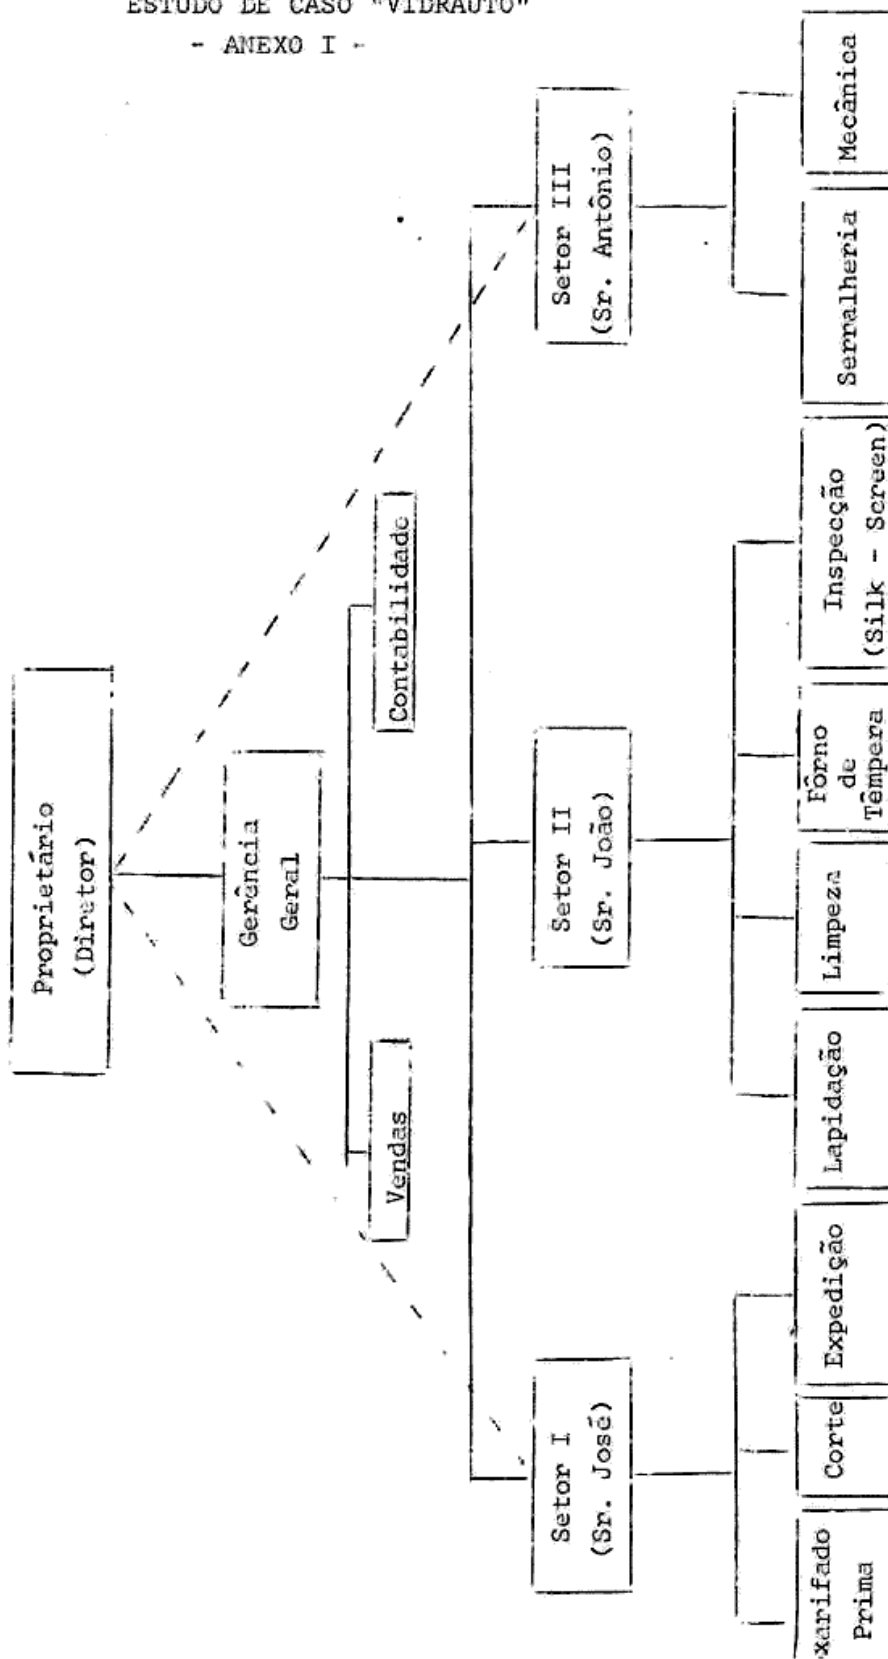 ESTUDO DE CASO "VIDRAUTO"
- ANEXO I -
Proprietário
(Diretor)
Gerência
Geral
Vendas
Contabilidade
Setor I
(Sr. José)
Setor II
(Sr. João)
Setor III
(Sr. Antônio)
Prima
Corte
Expedição
Lapidação
Limpeza
Fôrno
de
Têmpera
Inspecção
(Silk - Screen)
Serralheria
Mecânica